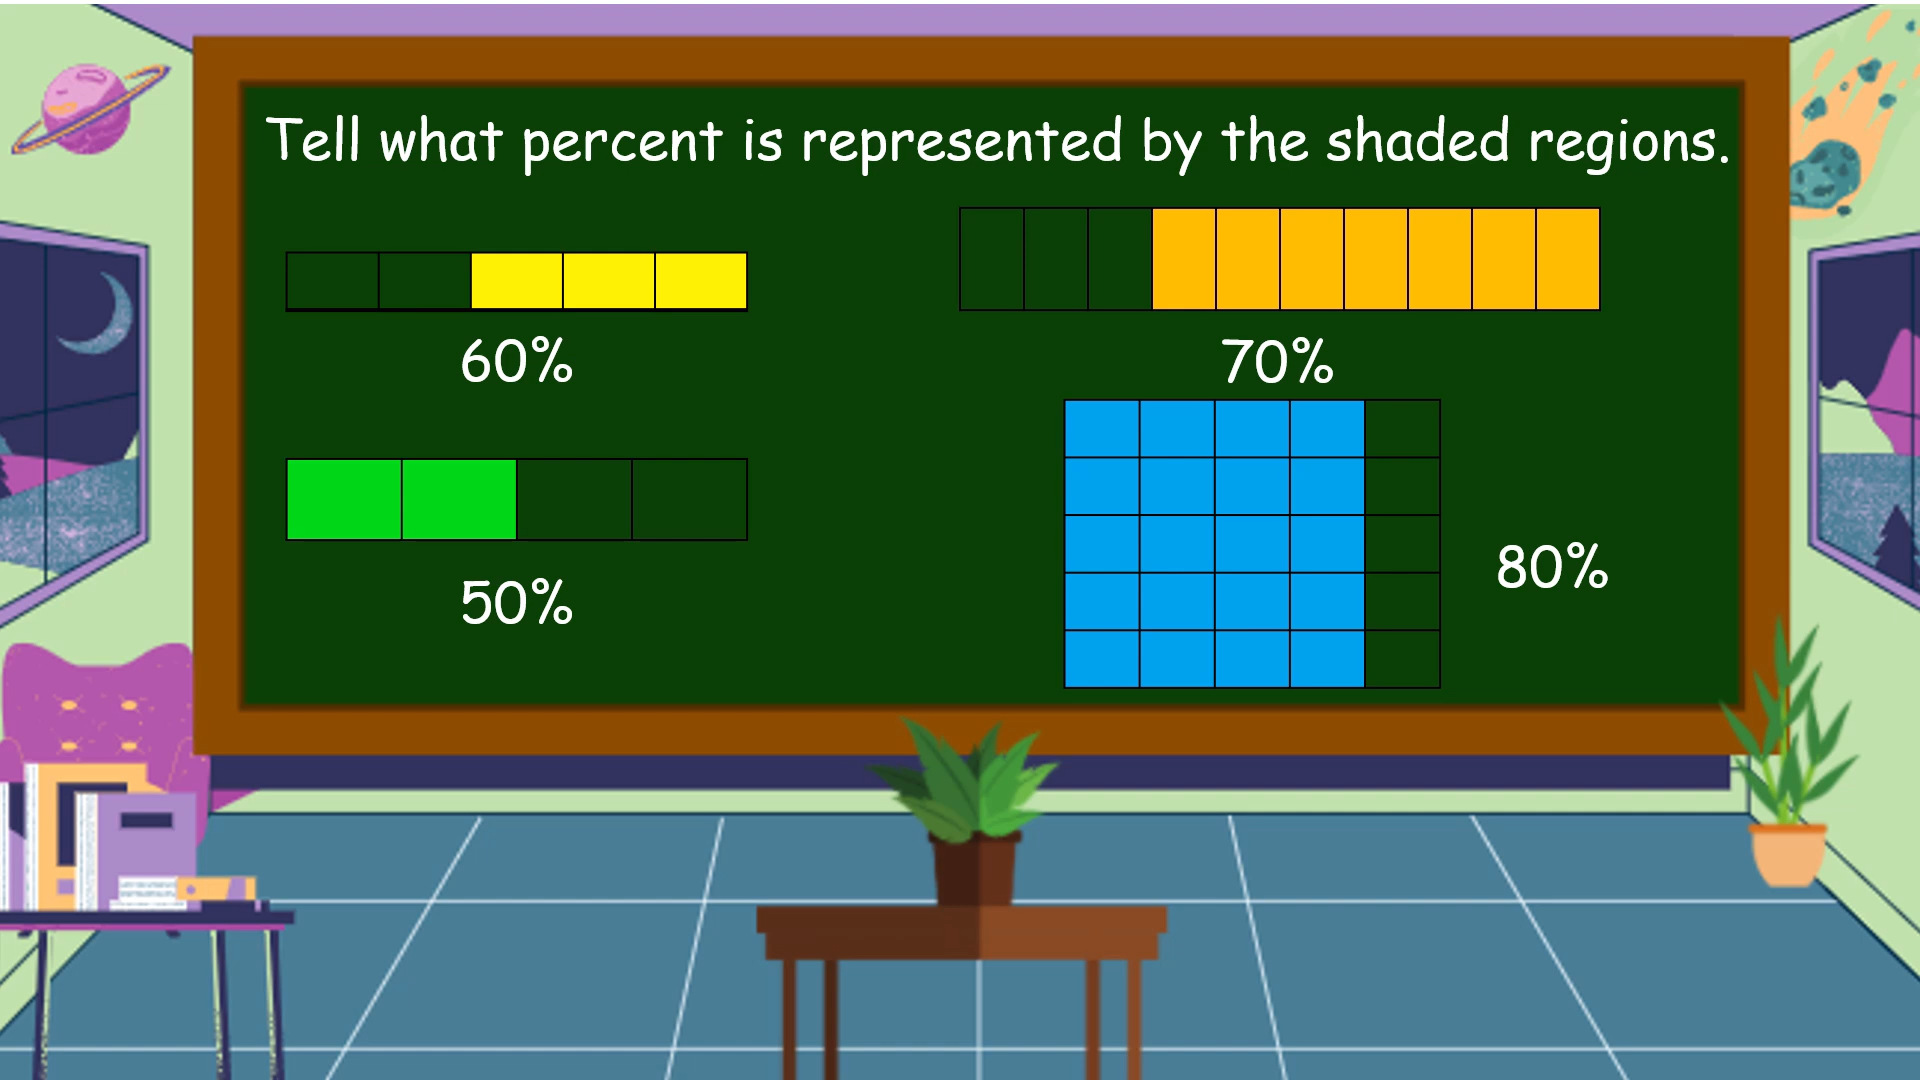 Tell what percent is represented by the shaded regions.
60%
70%
50%
80%